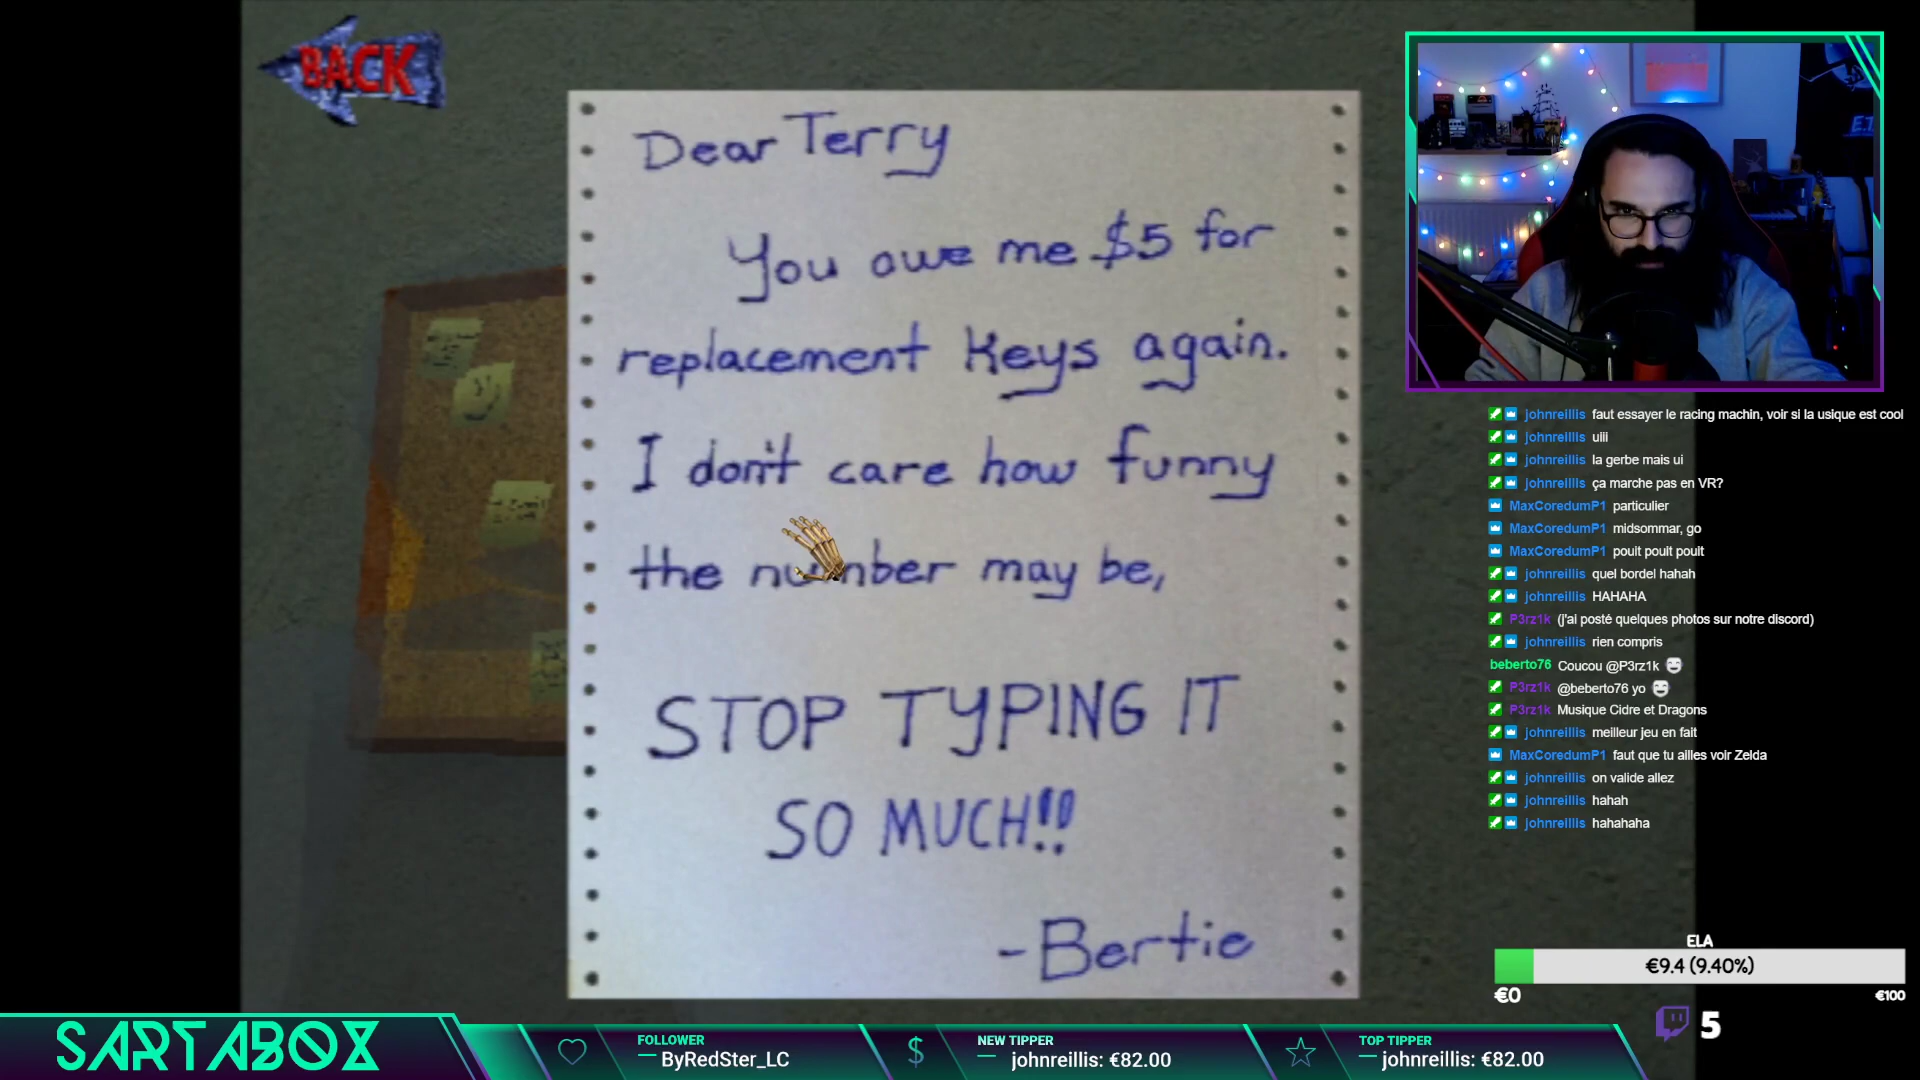 BACK
Dear Terry
You owe me $5 for
replacement keys again.
I don't care how funny
the number may be,
STOP TYPING IT
SO MUCH!!
-Bertie
E.T.
johnreillis faut essayer le racing machin, voir si la usique est cool
johnreillis uiii
johnreillis la gerbe mais ui
johnreillis ça marche pas en VR?
MaxCoredumP1 particulier
MaxCoredumP1 midsommar, go
MaxCoredumP1 pouit pouit pouit
johnreillis quel bordel hahah
johnreillis HAHAHA
P3rz1k (j'ai posté quelques photos sur notre discord)
johnreillis rien compris
beberto76 Coucou @P3rz1k
P3rz1k @beberto76 yo
P3rz1k Musique Cidre et Dragons
johnreillis meilleur jeu en fait
MaxCoredumP1 faut que tu ailles voir Zelda
johnreillis on valide allez
johnreillis hahah
johnreillis hahahaha
ELA
€9.4 (9.40%)
€0
€100
5
SARTABOX
FOLLOWER
ByRedSter_LC
$
NEW TIPPER
johnreillis: €82.00
TOP TIPPER
johnreillis: €82.00